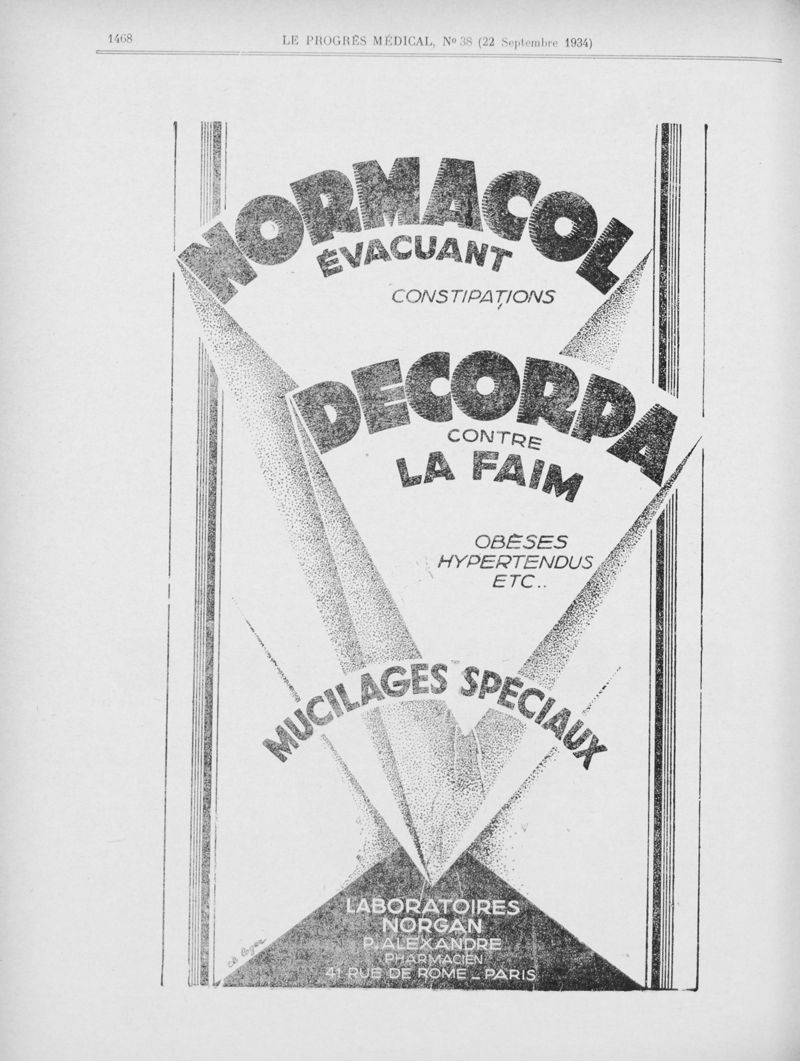 1468
LE PROGRÈS MÉDICAL, Nº 38 (22 Septembre 1934)
NORMACOL
ÉVACUANT
CONSTIPATIONS
DECORPA
CONTRE
LA FAIM
OBÈSES
HYPERTENDUS
ETC..
MUCILAGES SPÉCIAUX
LABORATOIRES
NORGAN
P. ALEXANDRE
PHARMACIEN
41 RUE DE ROME _ PARIS